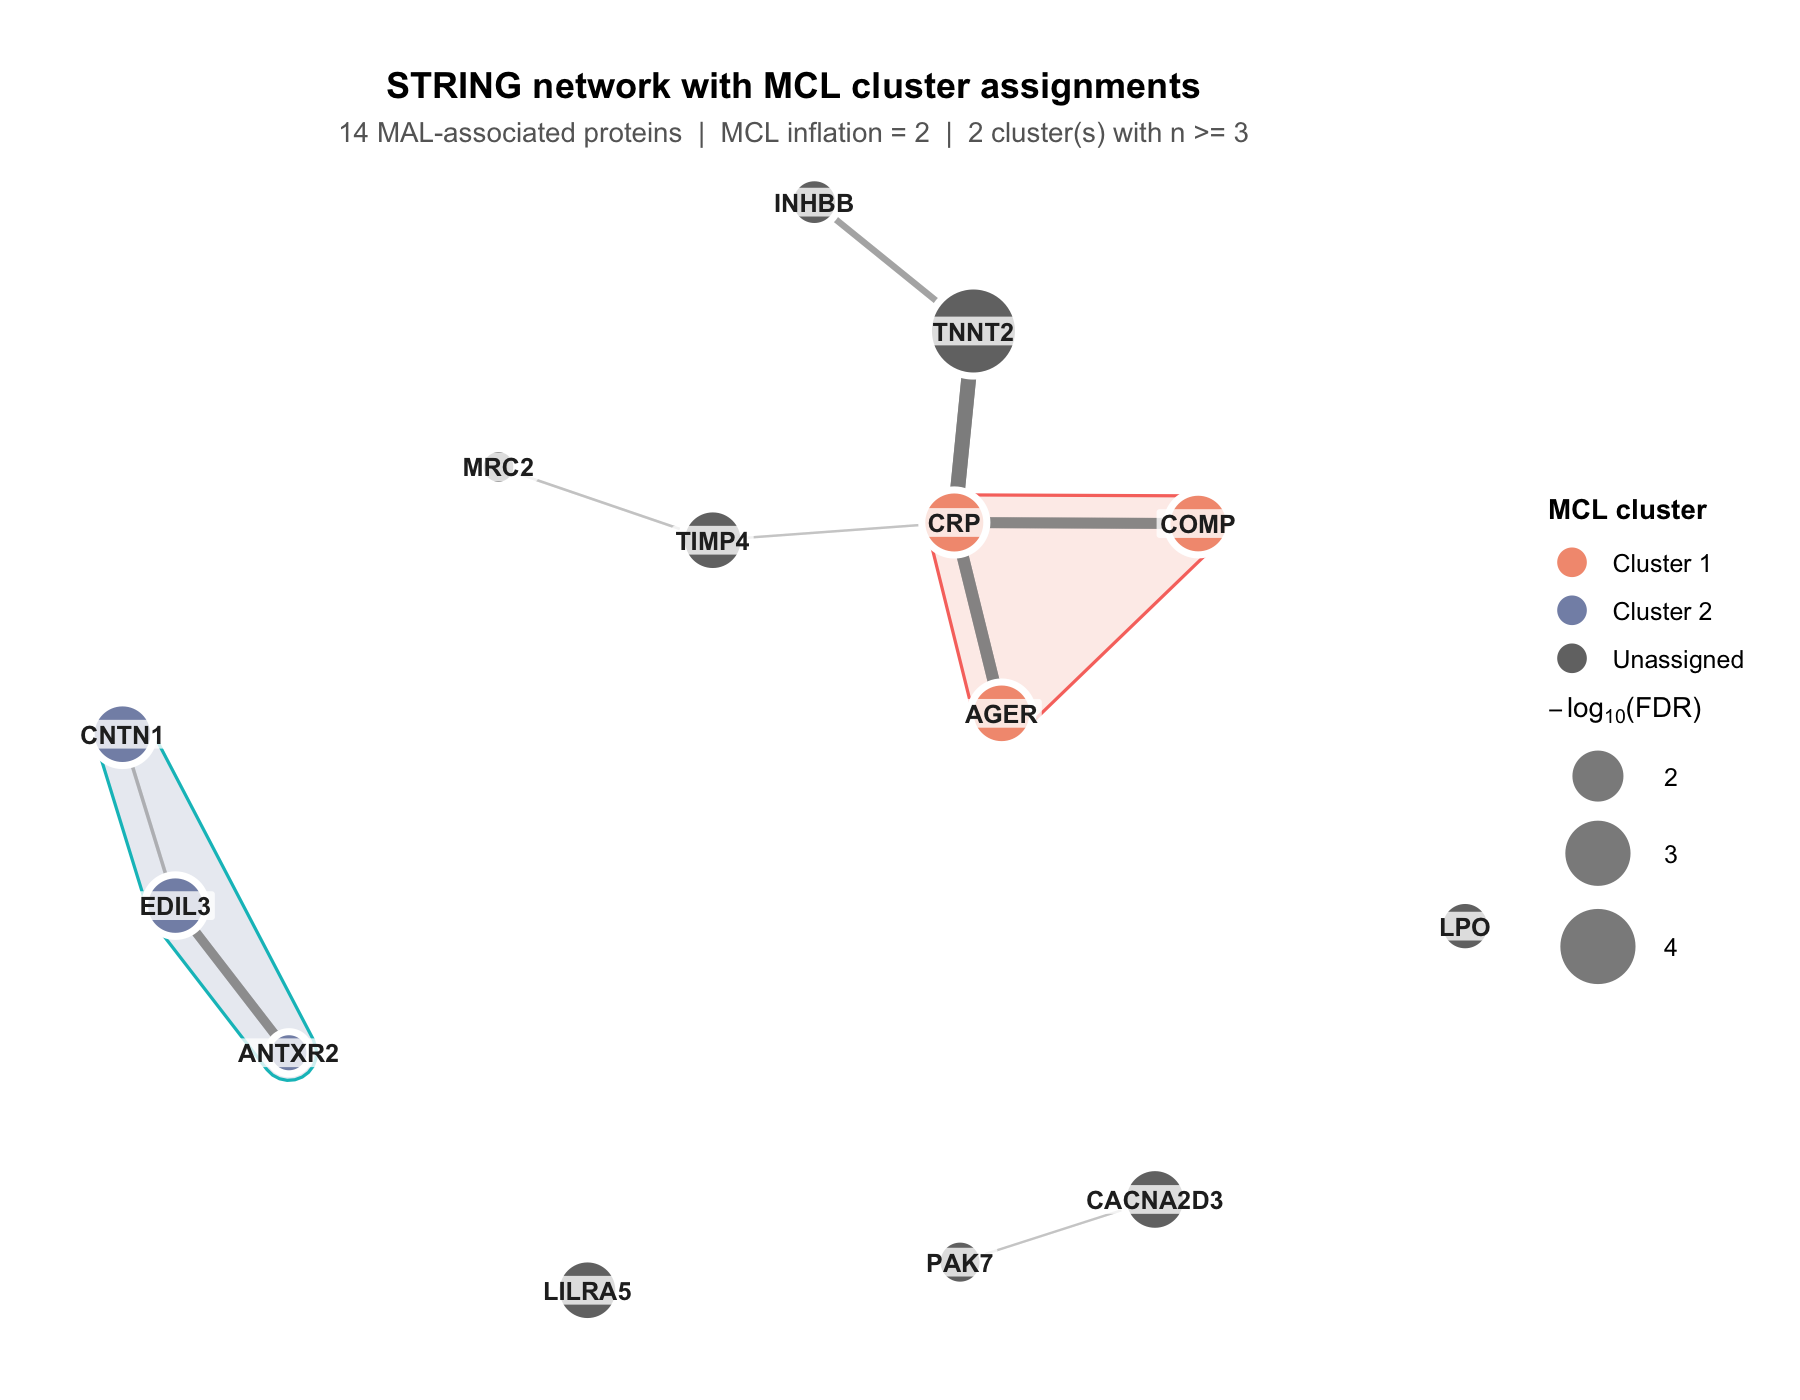 STRING network with MCL cluster assignments
14 MAL-associated proteins | MCL inflation = 2 | 2 cluster(s) with n >= 3
INHBB
TNNT2
MRC2
TIMP4
CRP
COMP
AGER
CNTN1
EDIL3
ANTXR2
LPO
CACNA2D3
PAK7
LILRA5
MCL cluster
Cluster 1
Cluster 2
Unassigned
−log₁₀(FDR)
2
3
4